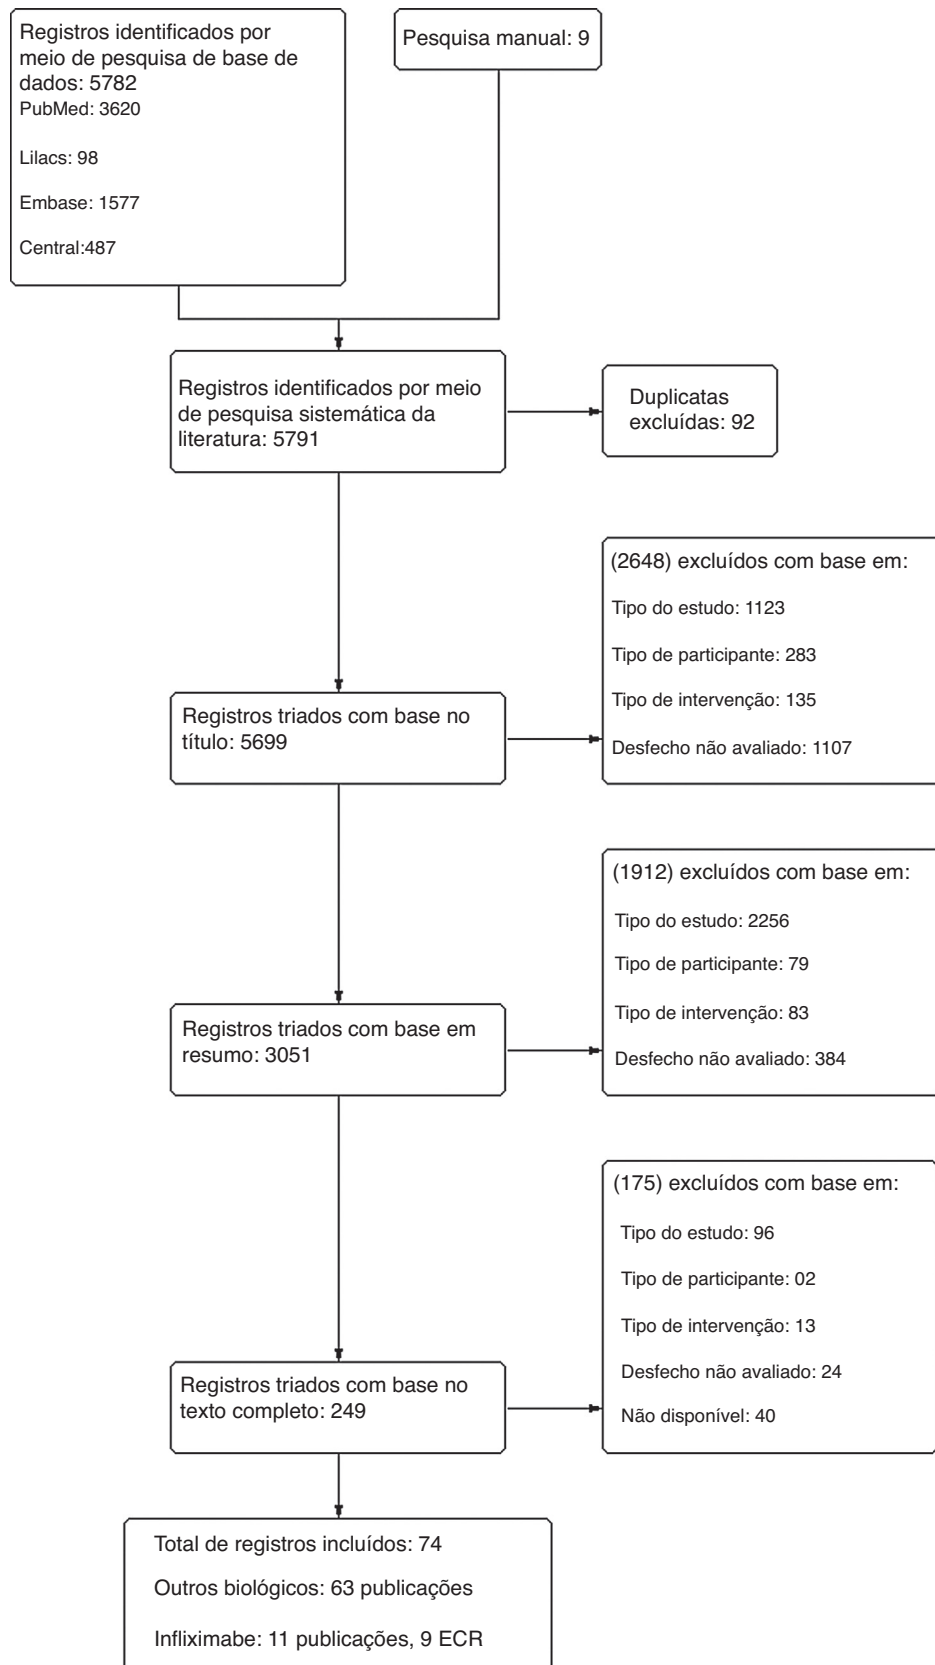 Registros identificados por
meio de pesquisa de base de
dados: 5782
PubMed: 3620
Lilacs: 98
Embase: 1577
Central:487
Pesquisa manual: 9
Registros identificados por meio
de pesquisa sistemática da
literatura: 5791
Duplicatas
excluídas: 92
(2648) excluídos com base em:
Tipo do estudo: 1123
Tipo de participante: 283
Tipo de intervenção: 135
Desfecho não avaliado: 1107
Registros triados com base no
título: 5699
(1912) excluídos com base em:
Tipo do estudo: 2256
Tipo de participante: 79
Tipo de intervenção: 83
Desfecho não avaliado: 384
Registros triados com base em
resumo: 3051
(175) excluídos com base em:
Tipo do estudo: 96
Tipo de participante: 02
Tipo de intervenção: 13
Desfecho não avaliado: 24
Não disponível: 40
Registros triados com base no
texto completo: 249
Total de registros incluídos: 74
Outros biológicos: 63 publicações
Infliximabe: 11 publicações, 9 ECR